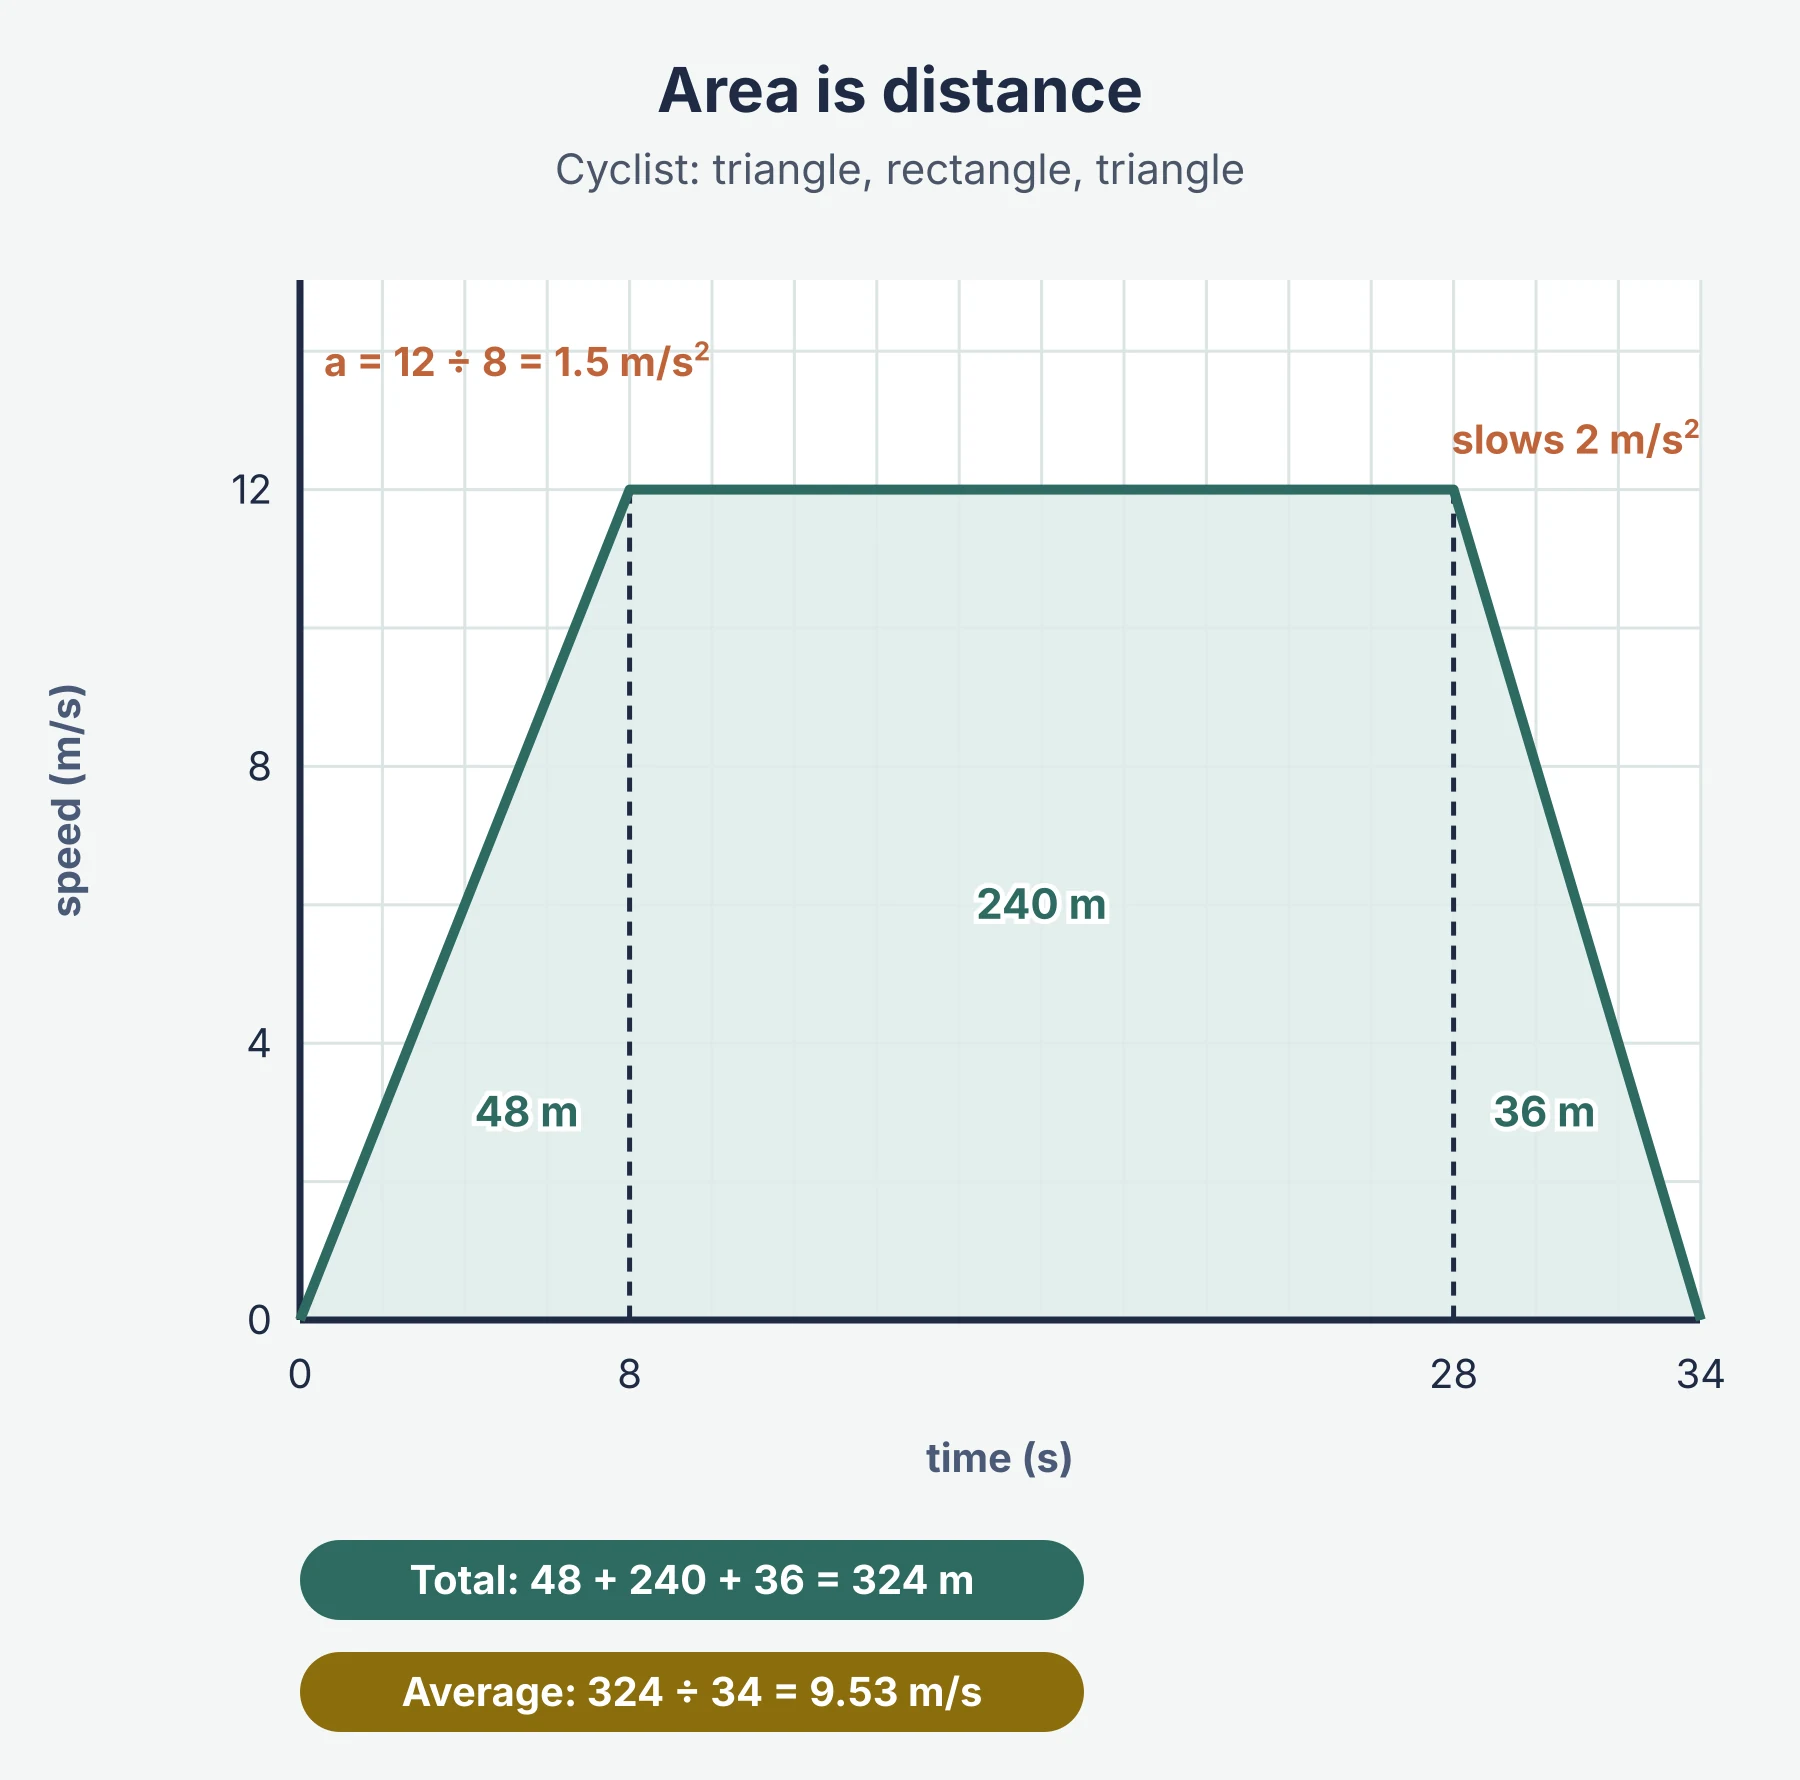 Area is distance
Cyclist: triangle, rectangle, triangle
a = 12 ÷ 8 = 1.5 m/s²
slows 2 m/s²
12
8
4
0
speed (m/s)
240 m
48 m
36 m
0 8 28 34
time (s)
Total: 48 + 240 + 36 = 324 m
Average: 324 ÷ 34 = 9.53 m/s